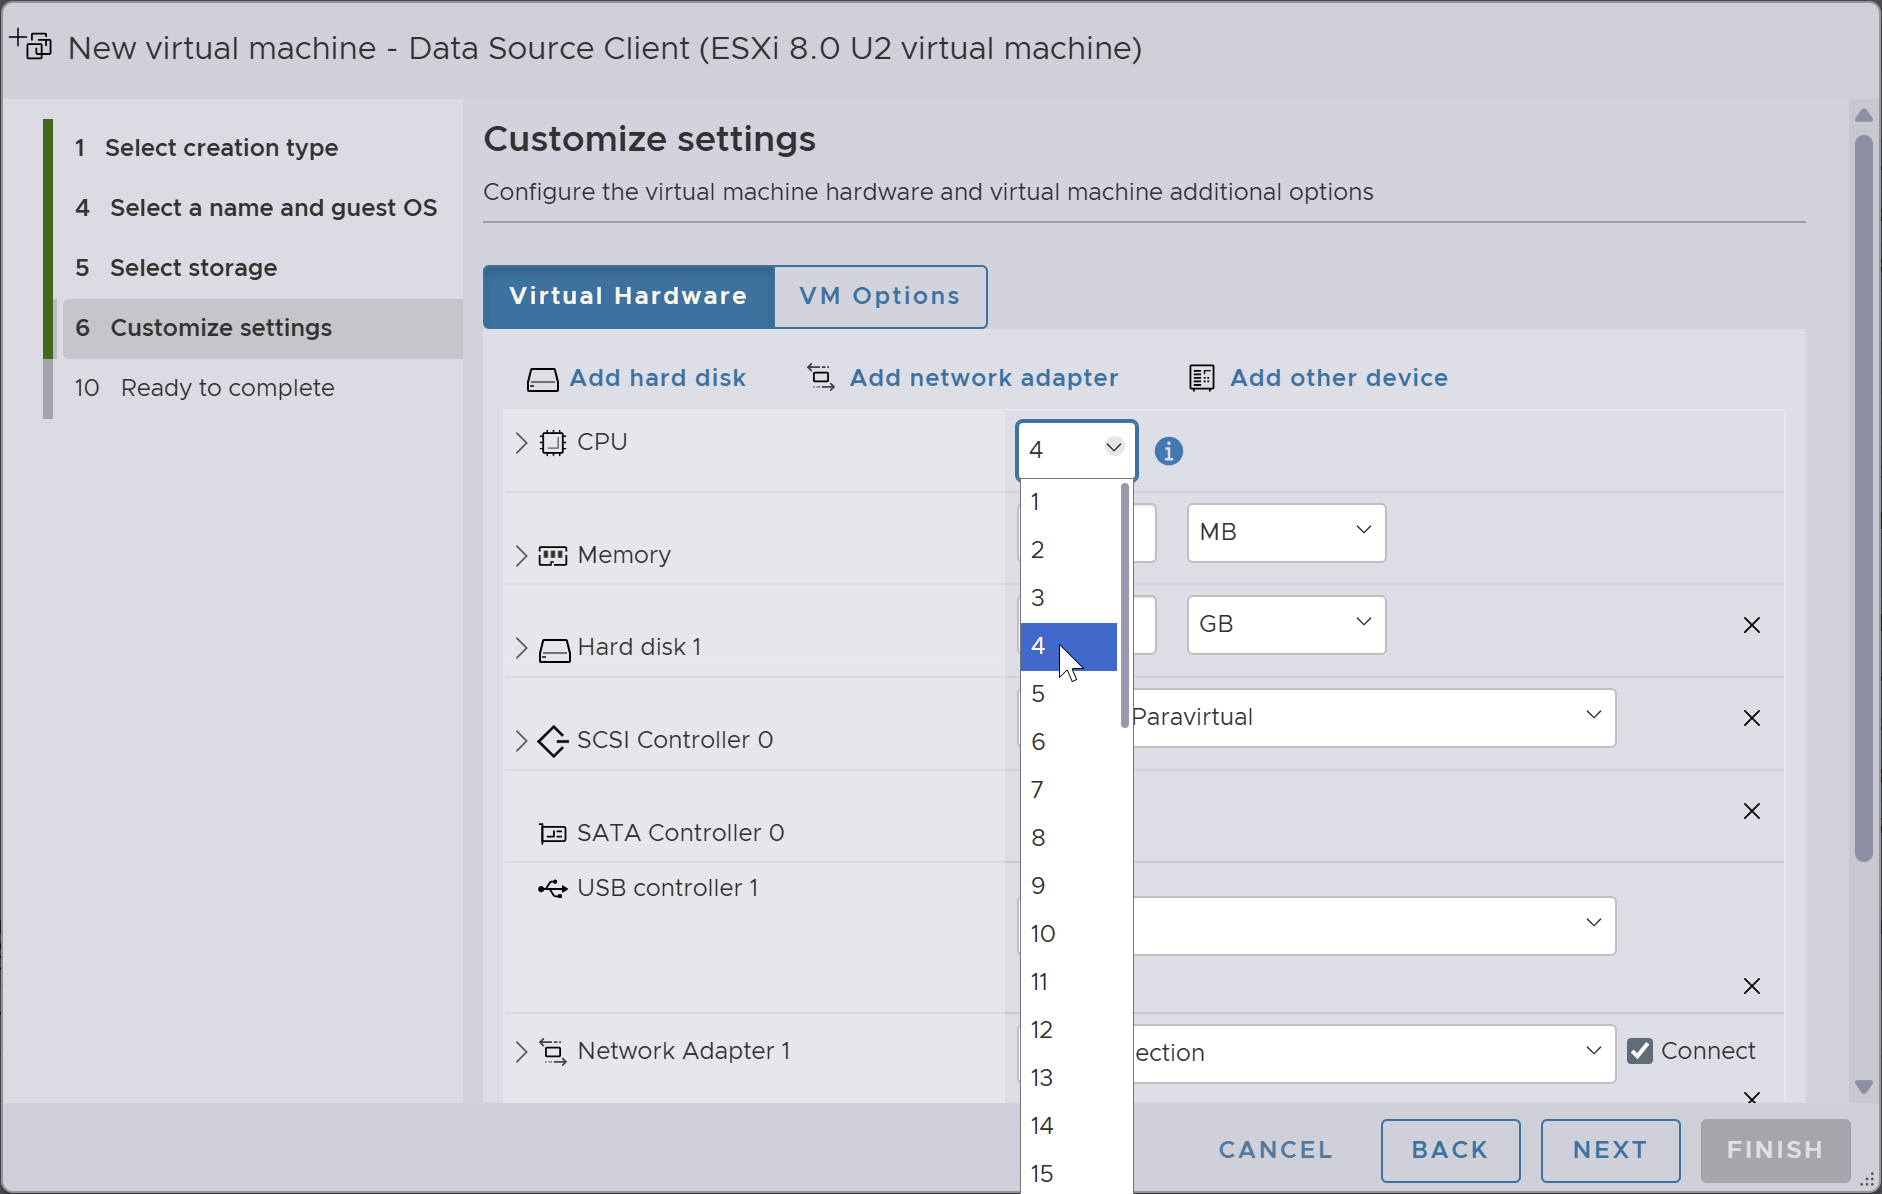 New virtual machine - Data Source Client (ESXi 8.0 U2 virtual machine)
1 Select creation type
4 Select a name and guest OS
5 Select storage
6 Customize settings
10 Ready to complete
Customize settings
Configure the virtual machine hardware and virtual machine additional options
Virtual Hardware
VM Options
Add hard disk
Add network adapter
Add other device
CPU
4
1
2
3
4
5
6
7
8
9
10
11
12
13
14
15
Memory
MB
Hard disk 1
GB
SCSI Controller 0
Paravirtual
SATA Controller 0
USB controller 1
Network Adapter 1
ection
Connect
CANCEL
BACK
NEXT
FINISH